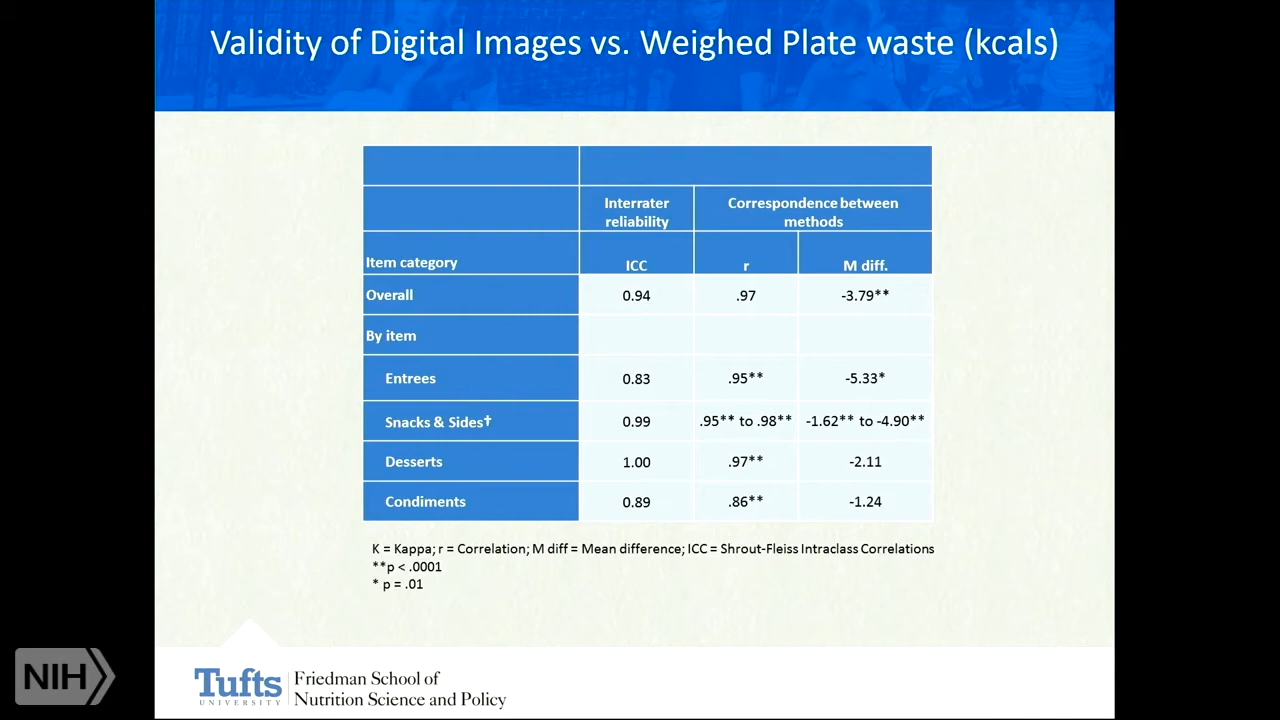 Validity of Digital Images vs. Weighed Plate waste (kcals)
Interrater reliability
Correspondence between methods
Item category ICC r M diff.
Overall 0.94 .97 -3.79**
By item
Entrees 0.83 .95** -5.33*
Snacks & Sides✝ 0.99 .95** to .98** -1.62** to -4.90**
Desserts 1.00 .97** -2.11
Condiments 0.89 .86** -1.24
K = Kappa; r = Correlation; M diff = Mean difference; ICC = Shrout-Fleiss Intraclass Correlations
**p < .0001
* p = .01
NIH
Tufts
UNIVERSITY
Friedman School of
Nutrition Science and Policy